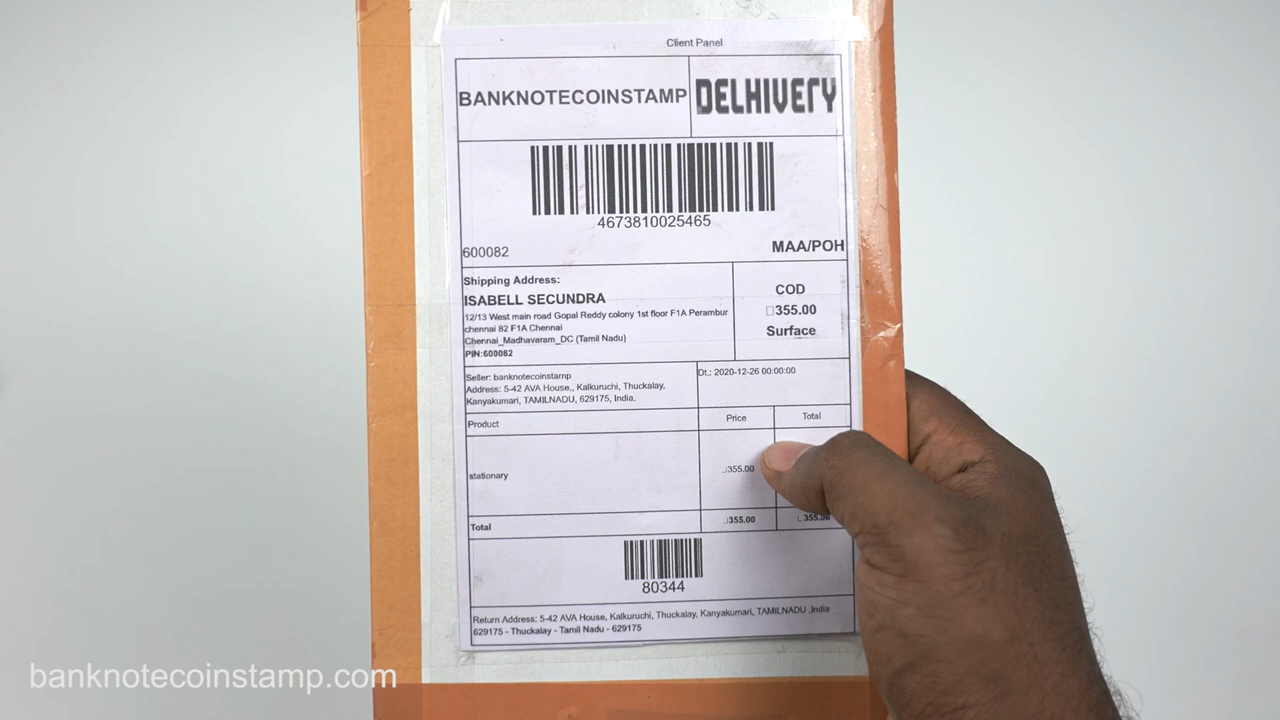 Client Panel
BANKNOTECOINSTAMP
DELHIVERY
4673810025465
600082
MAA/POH
Shipping Address:
ISABELL SECUNDRA
12/13 West main road Gopal Reddy colony 1st floor F1A Perambur
chennai 82 F1A Chennai
Chennai_Madhavaram_DC (Tamil Nadu)
PIN:600082
COD
355.00
Surface
Seller: banknotecoinstamp
Address: 5-42 AVA House,, Kalkuruchi, Thuckalay,
Kanyakumari, TAMILNADU, 629175, India.
Dt.: 2020-12-26 00:00:00
Product
Price
Total
stationary
355.00
Total
355.00
355.00
80344
Return Address: 5-42 AVA House, Kalkuruchi, Thuckalay, Kanyakumari, TAMILNADU ,India
629175 - Thuckalay - Tamil Nadu - 629175
banknotecoinstamp.com